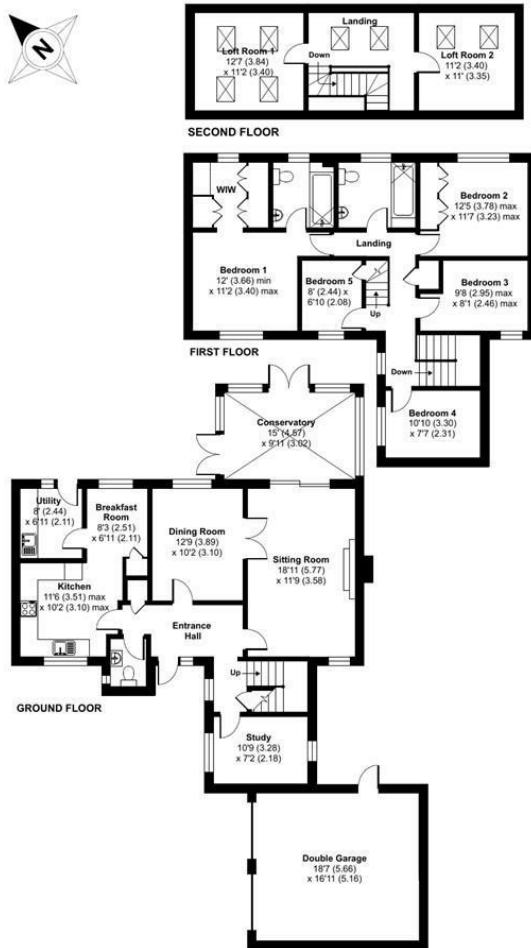 N
Landing
Loft Room 1
12'7 (3.84)
x 11'2 (3.40)
Down
Loft Room 2
11'2 (3.40)
x 11' (3.35)
SECOND FLOOR
WIW
Bedroom 2
12'5 (3.78) max
x 11'7 (3.23) max
Landing
Bedroom 1
12' (3.66) min
x 11'2 (3.40) max
Bedroom 5
8' (2.44) x
6'10 (2.08)
Up
Bedroom 3
9'8 (2.95) max
x 8'1 (2.46) max
FIRST FLOOR
Down
Bedroom 4
10'10 (3.30)
x 7'7 (2.31)
Conservatory
15' (4.57)
x 9'11 (3.02)
Utility
8' (2.44)
x 6'11 (2.11)
Breakfast
Room
8'3 (2.51)
x 6'11 (2.11)
Dining Room
12'9 (3.89)
x 10'2 (3.10)
Sitting Room
18'11 (5.77)
x 11'9 (3.58)
Kitchen
11'6 (3.51) max
x 10'2 (3.10) max
Entrance
Hall
Up
GROUND FLOOR
Study
10'9 (3.28)
x 7'2 (2.18)
Double Garage
18'7 (5.66)
x 16'11 (5.16)